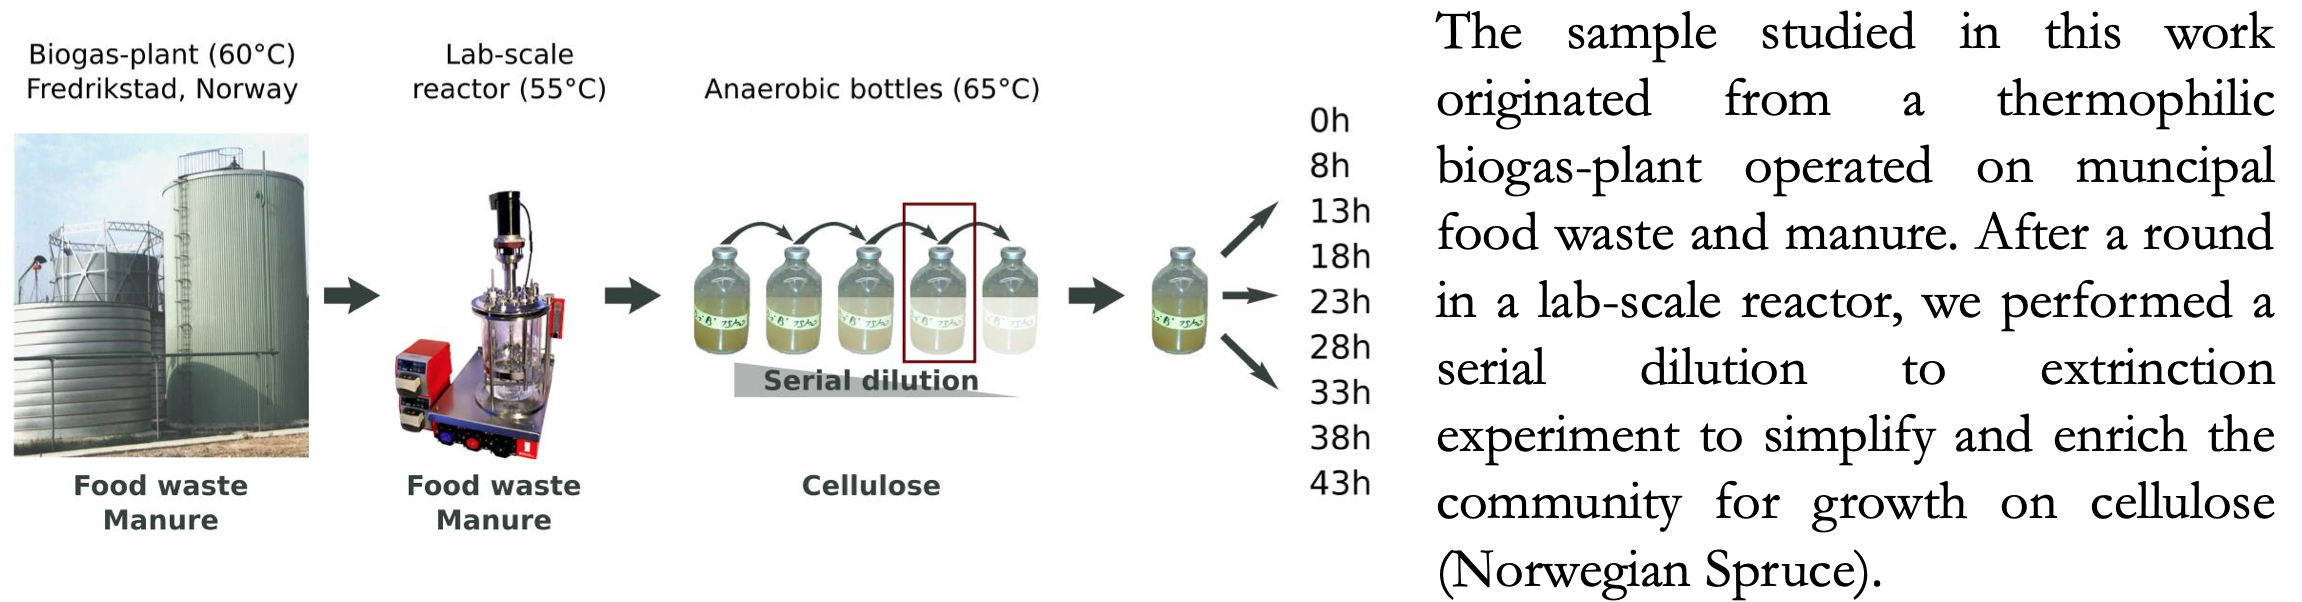 Biogas-plant (60°C)
Fredrikstad, Norway
Lab-scale
reactor (55°C)
Anaerobic bottles (65°C)
Serial dilution
Food waste
Manure
Food waste
Manure
Cellulose
0h
8h
13h
18h
23h
28h
33h
38h
43h
The sample studied in this work
originated from a thermophilic
biogas-plant operated on muncipal
food waste and manure. After a round
in a lab-scale reactor, we performed a
serial dilution to extrinction
experiment to simplify and enrich the
community for growth on cellulose
(Norwegian Spruce).